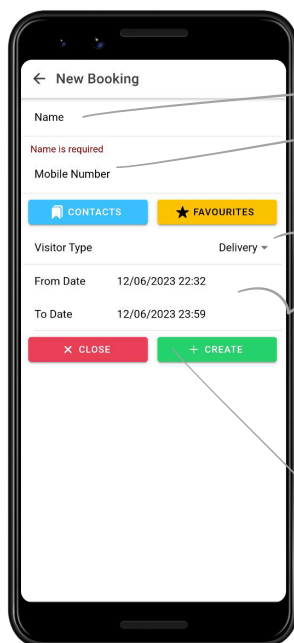 ← New Booking
Name
Name is required
Mobile Number
CONTACTS ★ FAVOURITES
Visitor Type Delivery
From Date 12/06/2023 22:32
To Date 12/06/2023 23:59
× CLOSE + CREATE